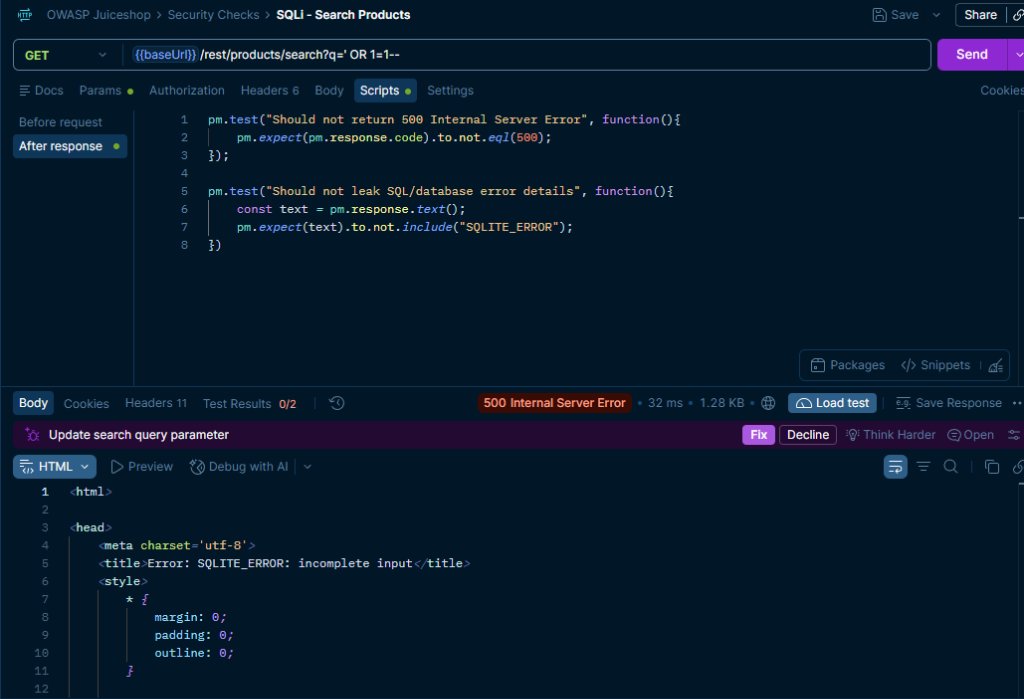 HTTP OWASP Juiceshop > Security Checks > SQLi - Search Products Save Share
GET {{baseUrl}} /rest/products/search?q=' OR 1=1-- Send
Docs Params Authorization Headers 6 Body Scripts Settings Cookies
Before request
After response
1 pm.test("Should not return 500 Internal Server Error", function(){
2 pm.expect(pm.response.code).to.not.eql(500);
3 });
4
5 pm.test("Should not leak SQL/database error details", function(){
6 const text = pm.response.text();
7 pm.expect(text).to.not.include("SQLITE_ERROR");
8 })
Packages </> Snippets
Body Cookies Headers 11 Test Results 0/2 500 Internal Server Error • 32 ms • 1.28 KB • Load test Save Response
Update search query parameter Fix Decline Think Harder Open
HTML Preview Debug with AI
1 <html>
2
3 <head>
4 <meta charset='utf-8'>
5 <title>Error: SQLITE_ERROR: incomplete input</title>
6 <style>
7 * {
8 margin: 0;
9 padding: 0;
10 outline: 0;
11 }
12